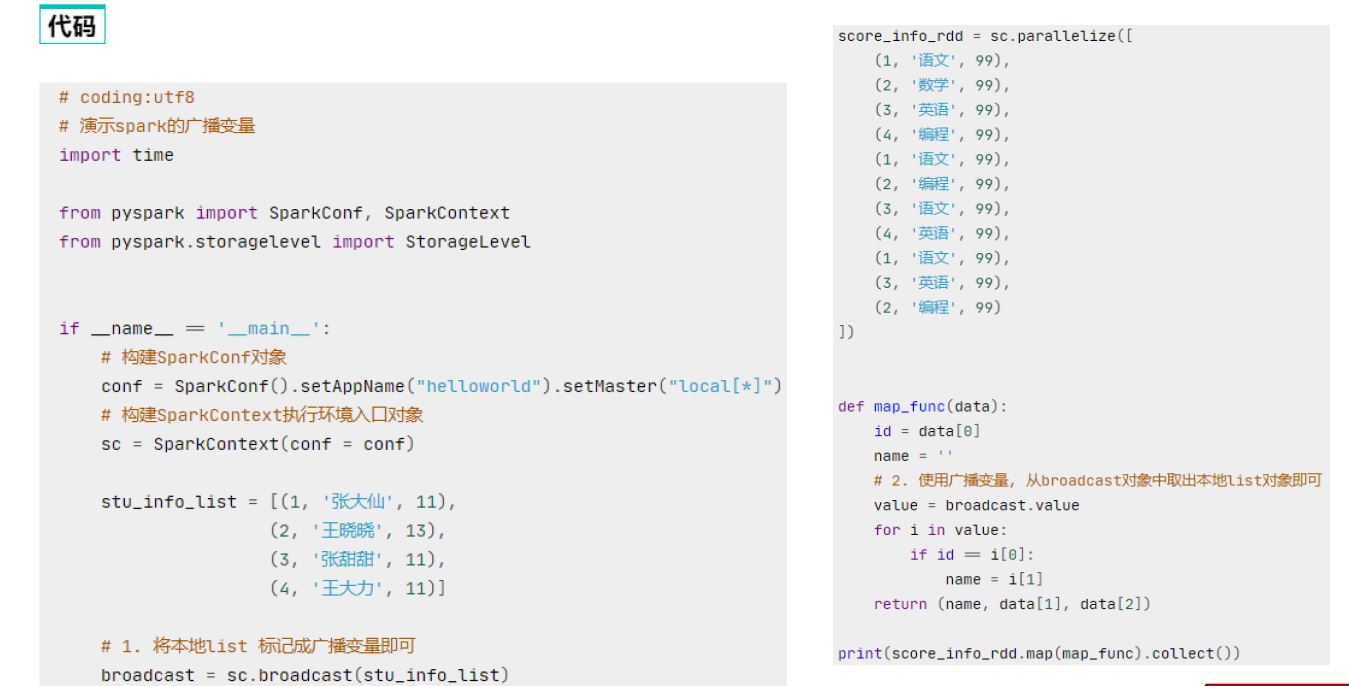 代码
# coding:utf8
# 演示spark的广播变量
import time
from pyspark import SparkConf, SparkContext
from pyspark.storagelevel import StorageLevel
if __name__ == '__main__':
    # 构建SparkConf对象
    conf = SparkConf().setAppName("helloworld").setMaster("local[*]")
    # 构建SparkContext执行环境入口对象
    sc = SparkContext(conf = conf)
    stu_info_list = [(1, '张大仙', 11),
                     (2, '王晓晓', 13),
                     (3, '张甜甜', 11),
                     (4, '王大力', 11)]
    # 1. 将本地list 标记成广播变量即可
    broadcast = sc.broadcast(stu_info_list)
score_info_rdd = sc.parallelize([
    (1, '语文', 99),
    (2, '数学', 99),
    (3, '英语', 99),
    (4, '编程', 99),
    (1, '语文', 99),
    (2, '编程', 99),
    (3, '语文', 99),
    (4, '英语', 99),
    (1, '语文', 99),
    (3, '英语', 99),
    (2, '编程', 99)
])
def map_func(data):
    id = data[0]
    name = ''
    # 2. 使用广播变量, 从broadcast对象中取出本地list对象即可
    value = broadcast.value
    for i in value:
        if id == i[0]:
            name = i[1]
    return (name, data[1], data[2])
print(score_info_rdd.map(map_func).collect())